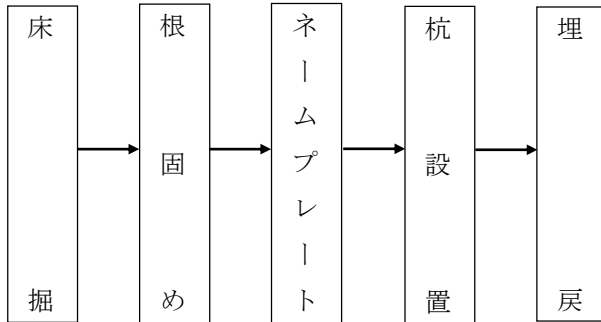 床掘
根固め
ネームプレート
杭設置
埋戻